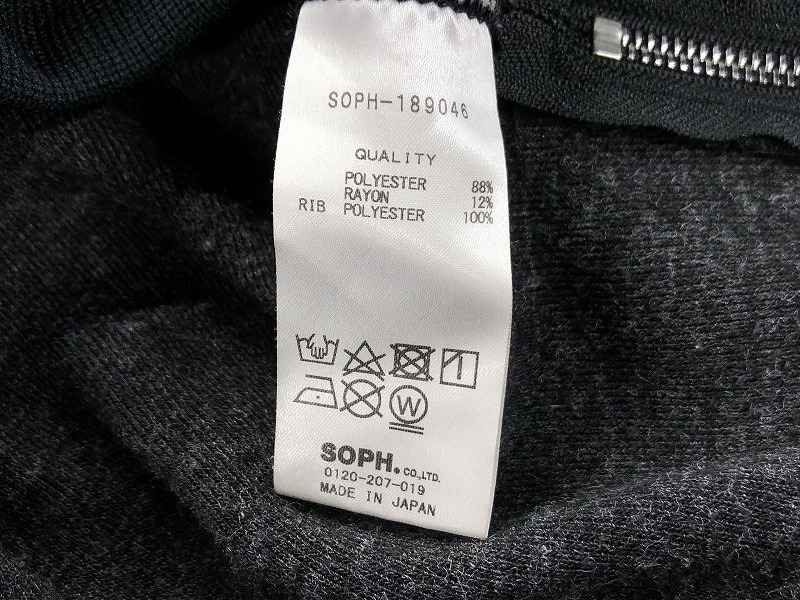 SOPH-189046
QUALITY
POLYESTER 88%
RAYON 12%
RIB POLYESTER 100%
W
SOPH. CO.,LTD.
0120-207-019
MADE IN JAPAN